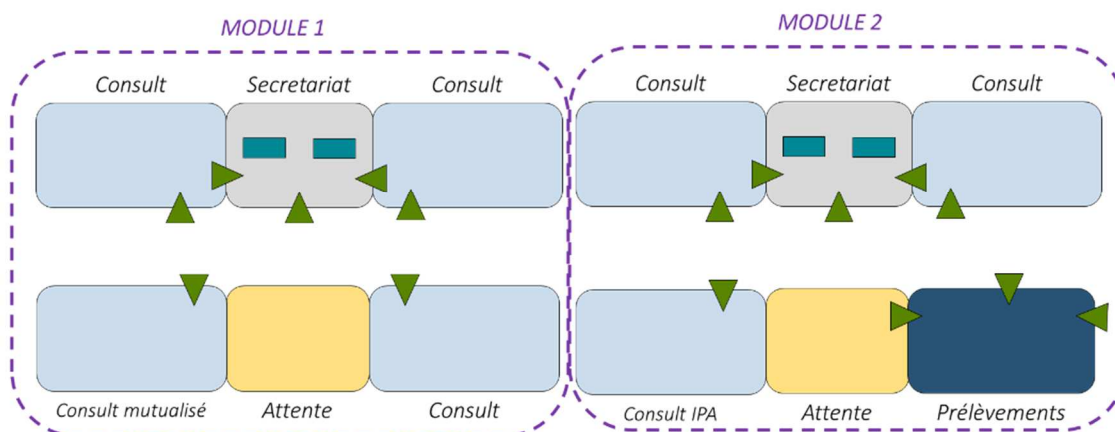 MODULE 1
MODULE 2
Consult
Secretariat
Consult
Consult
Secretariat
Consult
Consult mutualisé
Attente
Consult
Consult IPA
Attente
Prélèvements